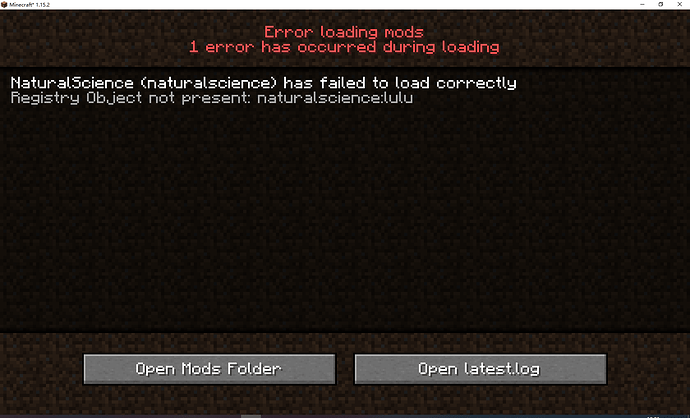 Minecraft* 1.15.2
Error loading mods
1 error has occurred during loading
NaturalScience (naturalscience) has failed to load correctly
Registry Object not present: naturalscience:lulu
Open Mods Folder
Open latest.log